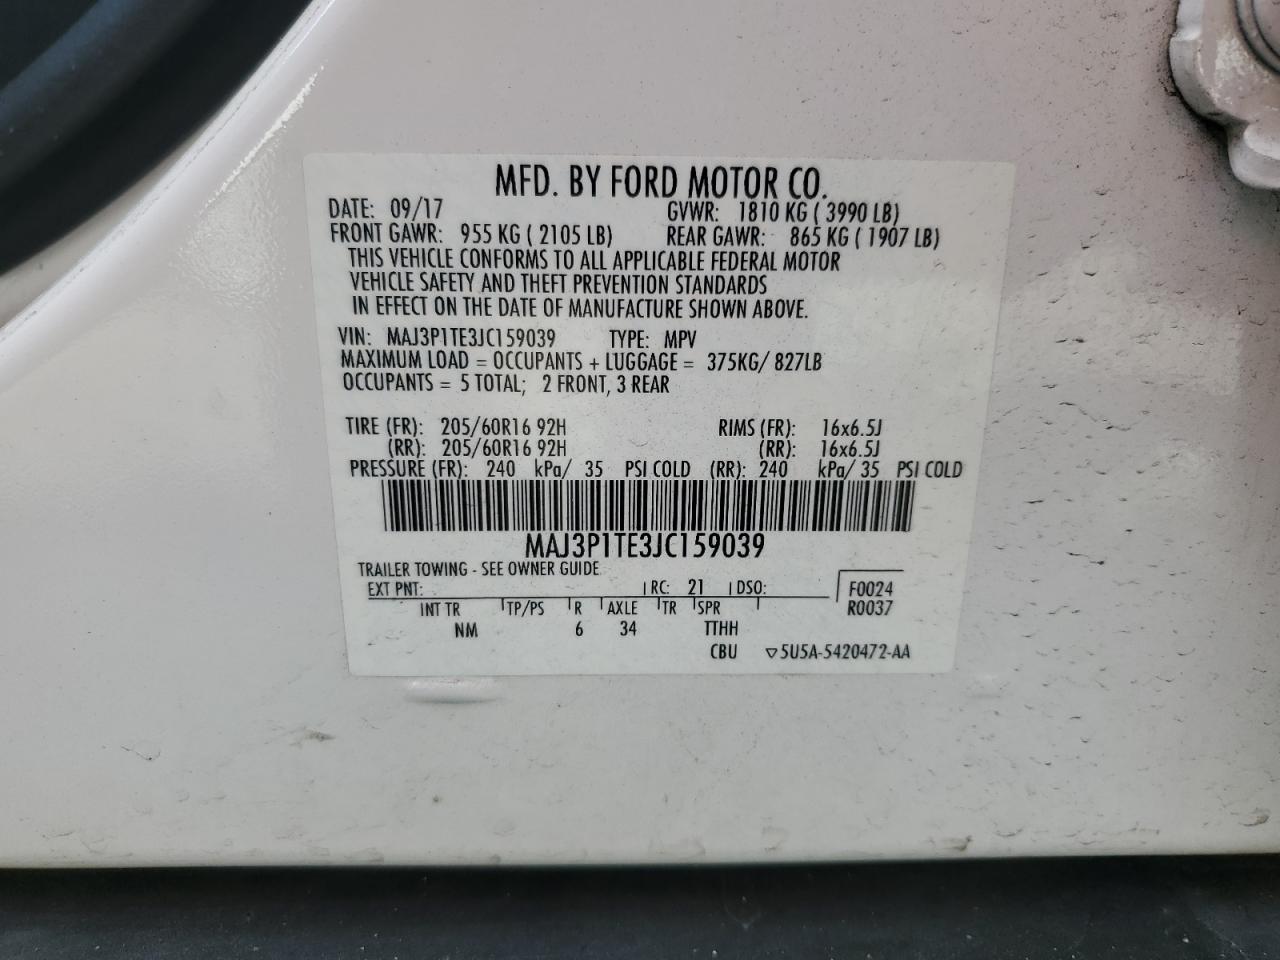 MFD. BY FORD MOTOR CO.
DATE: 09/17 GVWR: 1810 KG ( 3990 LB)
FRONT GAWR: 955 KG ( 2105 LB) REAR GAWR: 865 KG ( 1907 LB)
THIS VEHICLE CONFORMS TO ALL APPLICABLE FEDERAL MOTOR
VEHICLE SAFETY AND THEFT PREVENTION STANDARDS
IN EFFECT ON THE DATE OF MANUFACTURE SHOWN ABOVE.
VIN: MAJ3P1TE3JC159039 TYPE: MPV
MAXIMUM LOAD = OCCUPANTS + LUGGAGE = 375KG/ 827LB
OCCUPANTS = 5 TOTAL; 2 FRONT, 3 REAR
TIRE (FR): 205/60R16 92H RIMS (FR): 16x6.5J
(RR): 205/60R16 92H (RR): 16x6.5J
PRESSURE (FR): 240 kPa/ 35 PSI COLD (RR): 240 kPa/ 35 PSI COLD
MAJ3P1TE3JC159039
TRAILER TOWING - SEE OWNER GUIDE
EXT PNT: RC: 21 DSO: F0024
INT TR TP/PS R AXLE TR SPR R0037
NM 6 34 TTHH
CBU ▽5U5A-5420472-AA